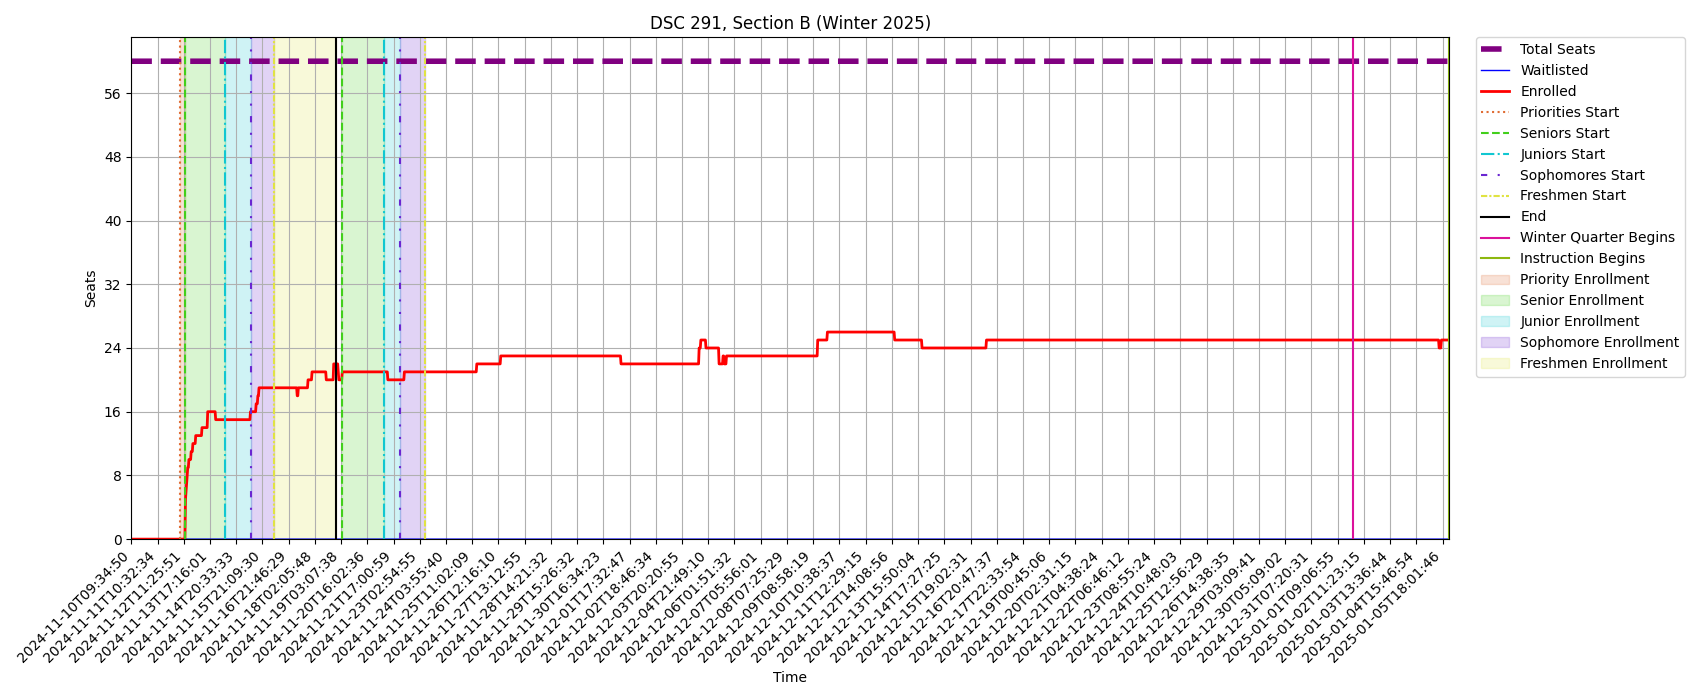 DSC 291, Section B (Winter 2025)
Seats
56
48
40
32
24
16
8
0
2024-11-10T09:34:50
2024-11-11T10:32:34
2024-11-12T11:25:51
2024-11-13T17:16:01
2024-11-14T20:33:33
2024-11-15T21:09:30
2024-11-16T21:46:29
2024-11-18T02:05:48
2024-11-19T03:07:38
2024-11-20T16:02:36
2024-11-21T17:00:59
2024-11-23T02:54:55
2024-11-24T03:55:40
2024-11-25T11:02:09
2024-11-26T12:16:10
2024-11-27T13:12:55
2024-11-28T14:21:32
2024-11-29T15:26:32
2024-11-30T16:34:23
2024-12-01T17:32:47
2024-12-02T18:46:34
2024-12-03T20:20:55
2024-12-04T21:49:10
2024-12-06T01:51:32
2024-12-07T05:56:01
2024-12-08T07:25:29
2024-12-09T08:58:19
2024-12-10T10:38:37
2024-12-11T12:29:15
2024-12-12T14:08:56
2024-12-13T15:50:04
2024-12-14T17:27:25
2024-12-15T19:02:31
2024-12-16T20:47:37
2024-12-17T22:33:54
2024-12-19T00:45:06
2024-12-20T02:31:15
2024-12-21T04:38:24
2024-12-22T06:46:12
2024-12-23T08:55:24
2024-12-24T10:48:03
2024-12-25T12:56:29
2024-12-26T14:38:35
2024-12-29T03:09:41
2024-12-30T05:09:02
2024-12-31T07:20:31
2025-01-01T09:06:55
2025-01-02T11:23:15
2025-01-03T13:36:44
2025-01-04T15:46:54
2025-01-05T18:01:46
Time
Total Seats
Waitlisted
Enrolled
Priorities Start
Seniors Start
Juniors Start
Sophomores Start
Freshmen Start
End
Winter Quarter Begins
Instruction Begins
Priority Enrollment
Senior Enrollment
Junior Enrollment
Sophomore Enrollment
Freshmen Enrollment